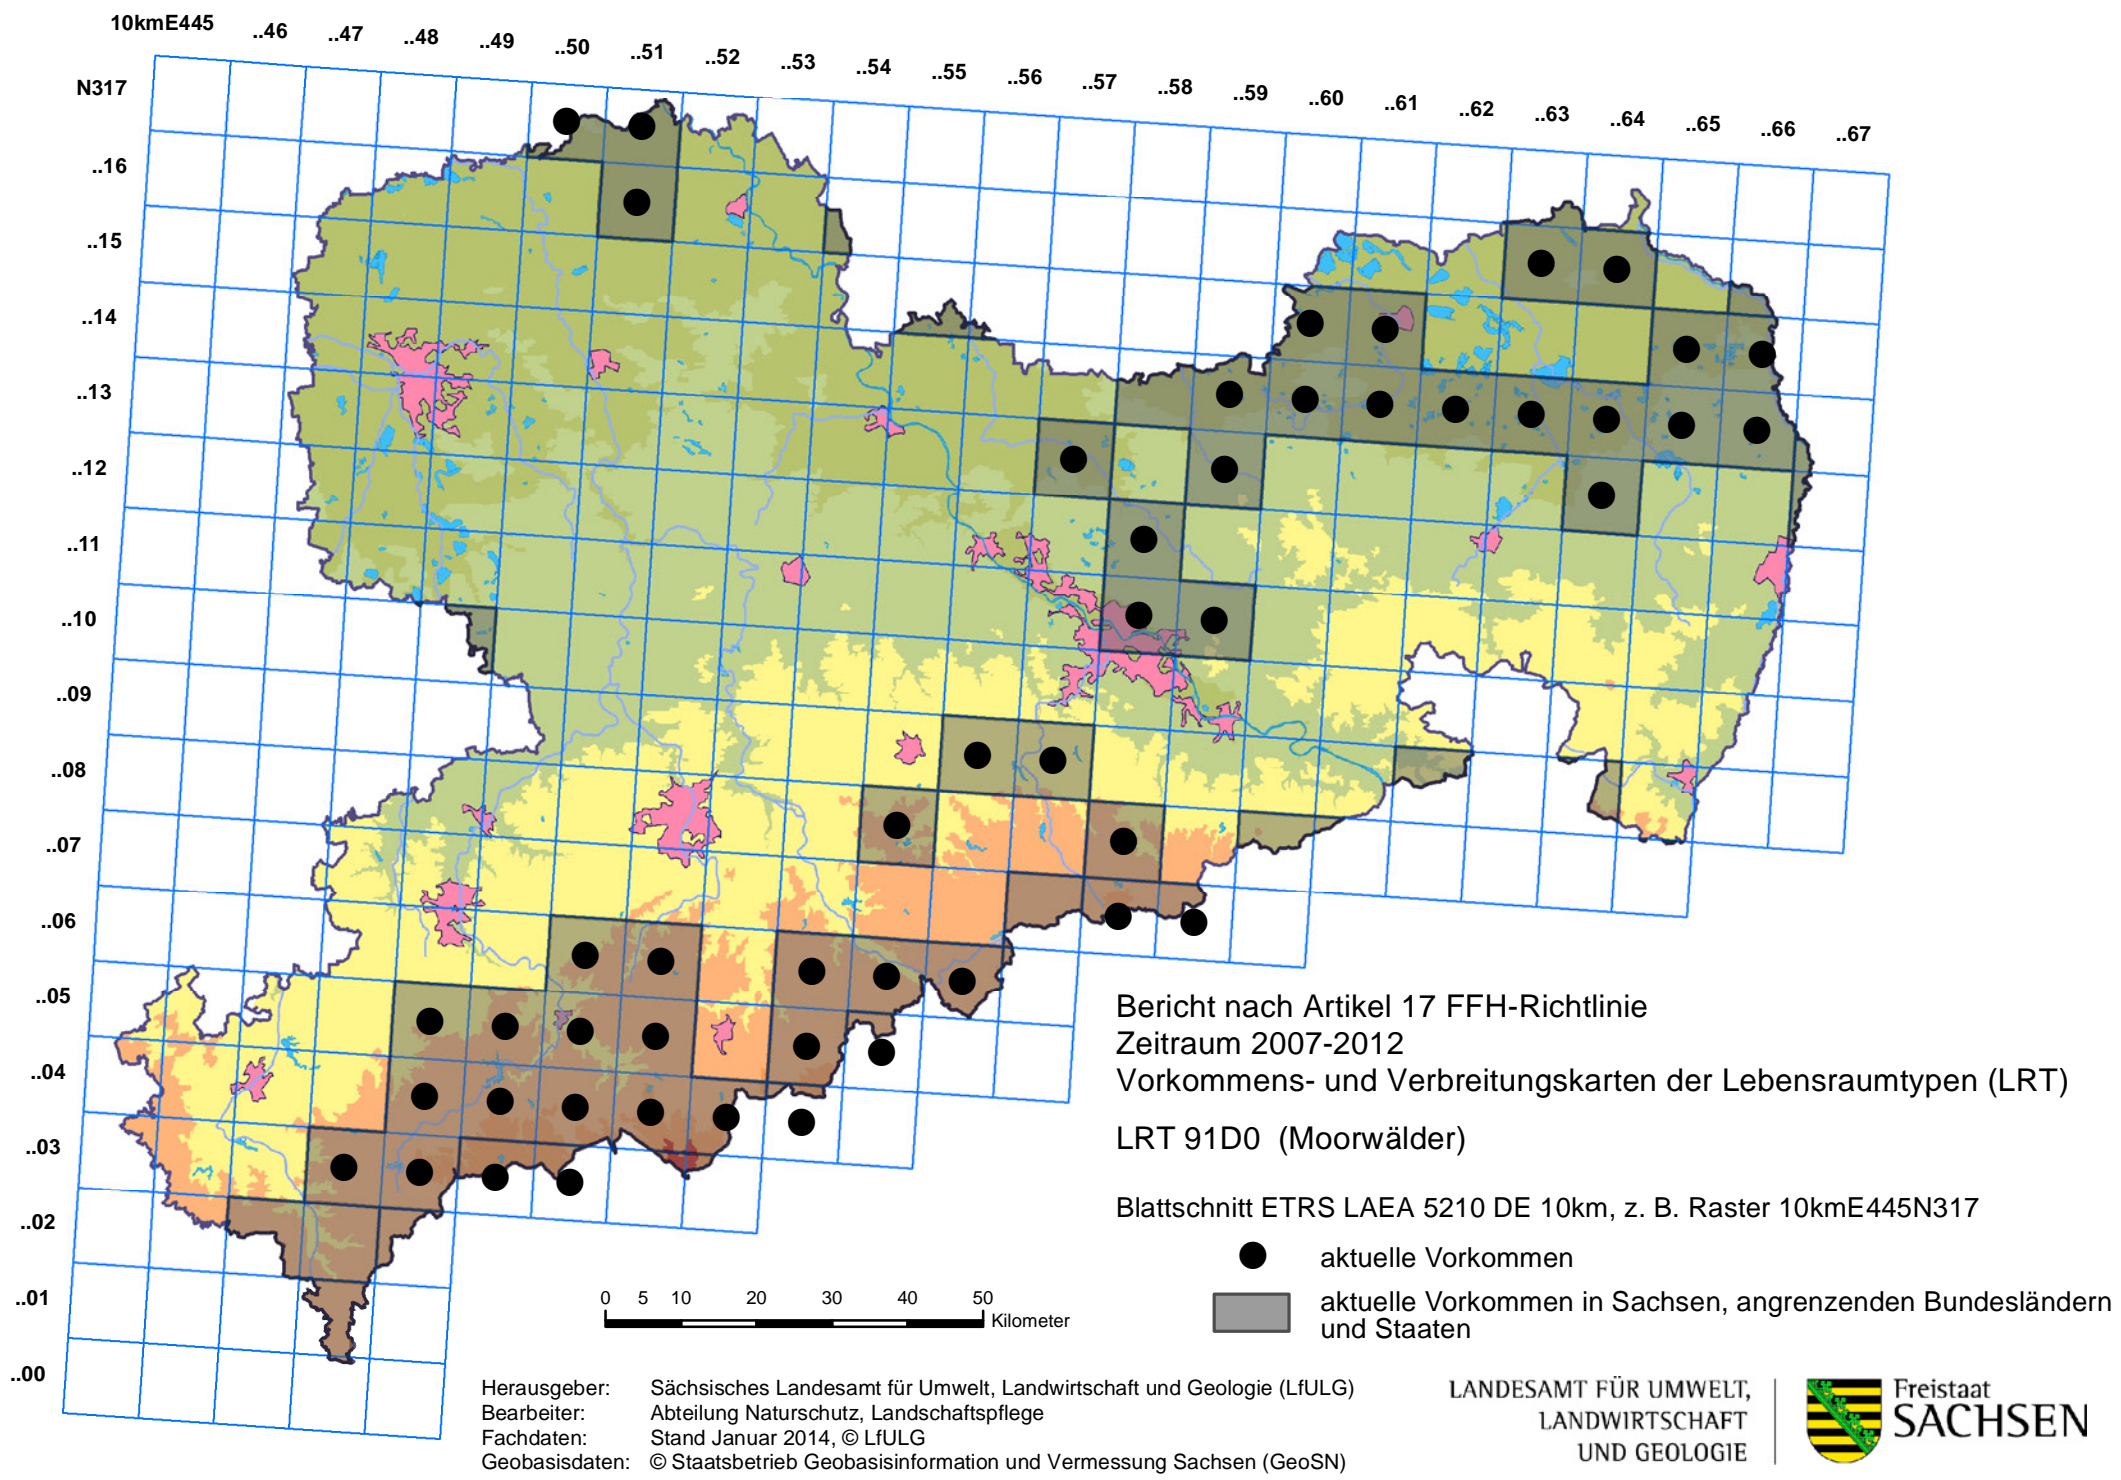 10kmE445 ..46 ..47 ..48 ..49 ..50 ..51 ..52 ..53 ..54 ..55 ..56 ..57 ..58 ..59 ..60 ..61 ..62 ..63 ..64 ..65 ..66 ..67
N317
..16
..15
..14
..13
..12
..11
..10
..09
..08
..07
..06
..05
..04
..03
..02
..01
..00
Bericht nach Artikel 17 FFH-Richtlinie
Zeitraum 2007-2012
Vorkommens- und Verbreitungskarten der Lebensraumtypen (LRT)
LRT 91D0 (Moorwälder)
Blattschnitt ETRS LAEA 5210 DE 10km, z. B. Raster 10kmE445N317
aktuelle Vorkommen
aktuelle Vorkommen in Sachsen, angrenzenden Bundesländern
und Staaten
0 5 10 20 30 40 50
Kilometer
Herausgeber: Sächsisches Landesamt für Umwelt, Landwirtschaft und Geologie (LfULG)
Bearbeiter: Abteilung Naturschutz, Landschaftspflege
Fachdaten: Stand Januar 2014, © LfULG
Geobasisdaten: © Staatsbetrieb Geobasisinformation und Vermessung Sachsen (GeoSN)
LANDESAMT FÜR UMWELT,
LANDWIRTSCHAFT
UND GEOLOGIE
Freistaat
SACHSEN